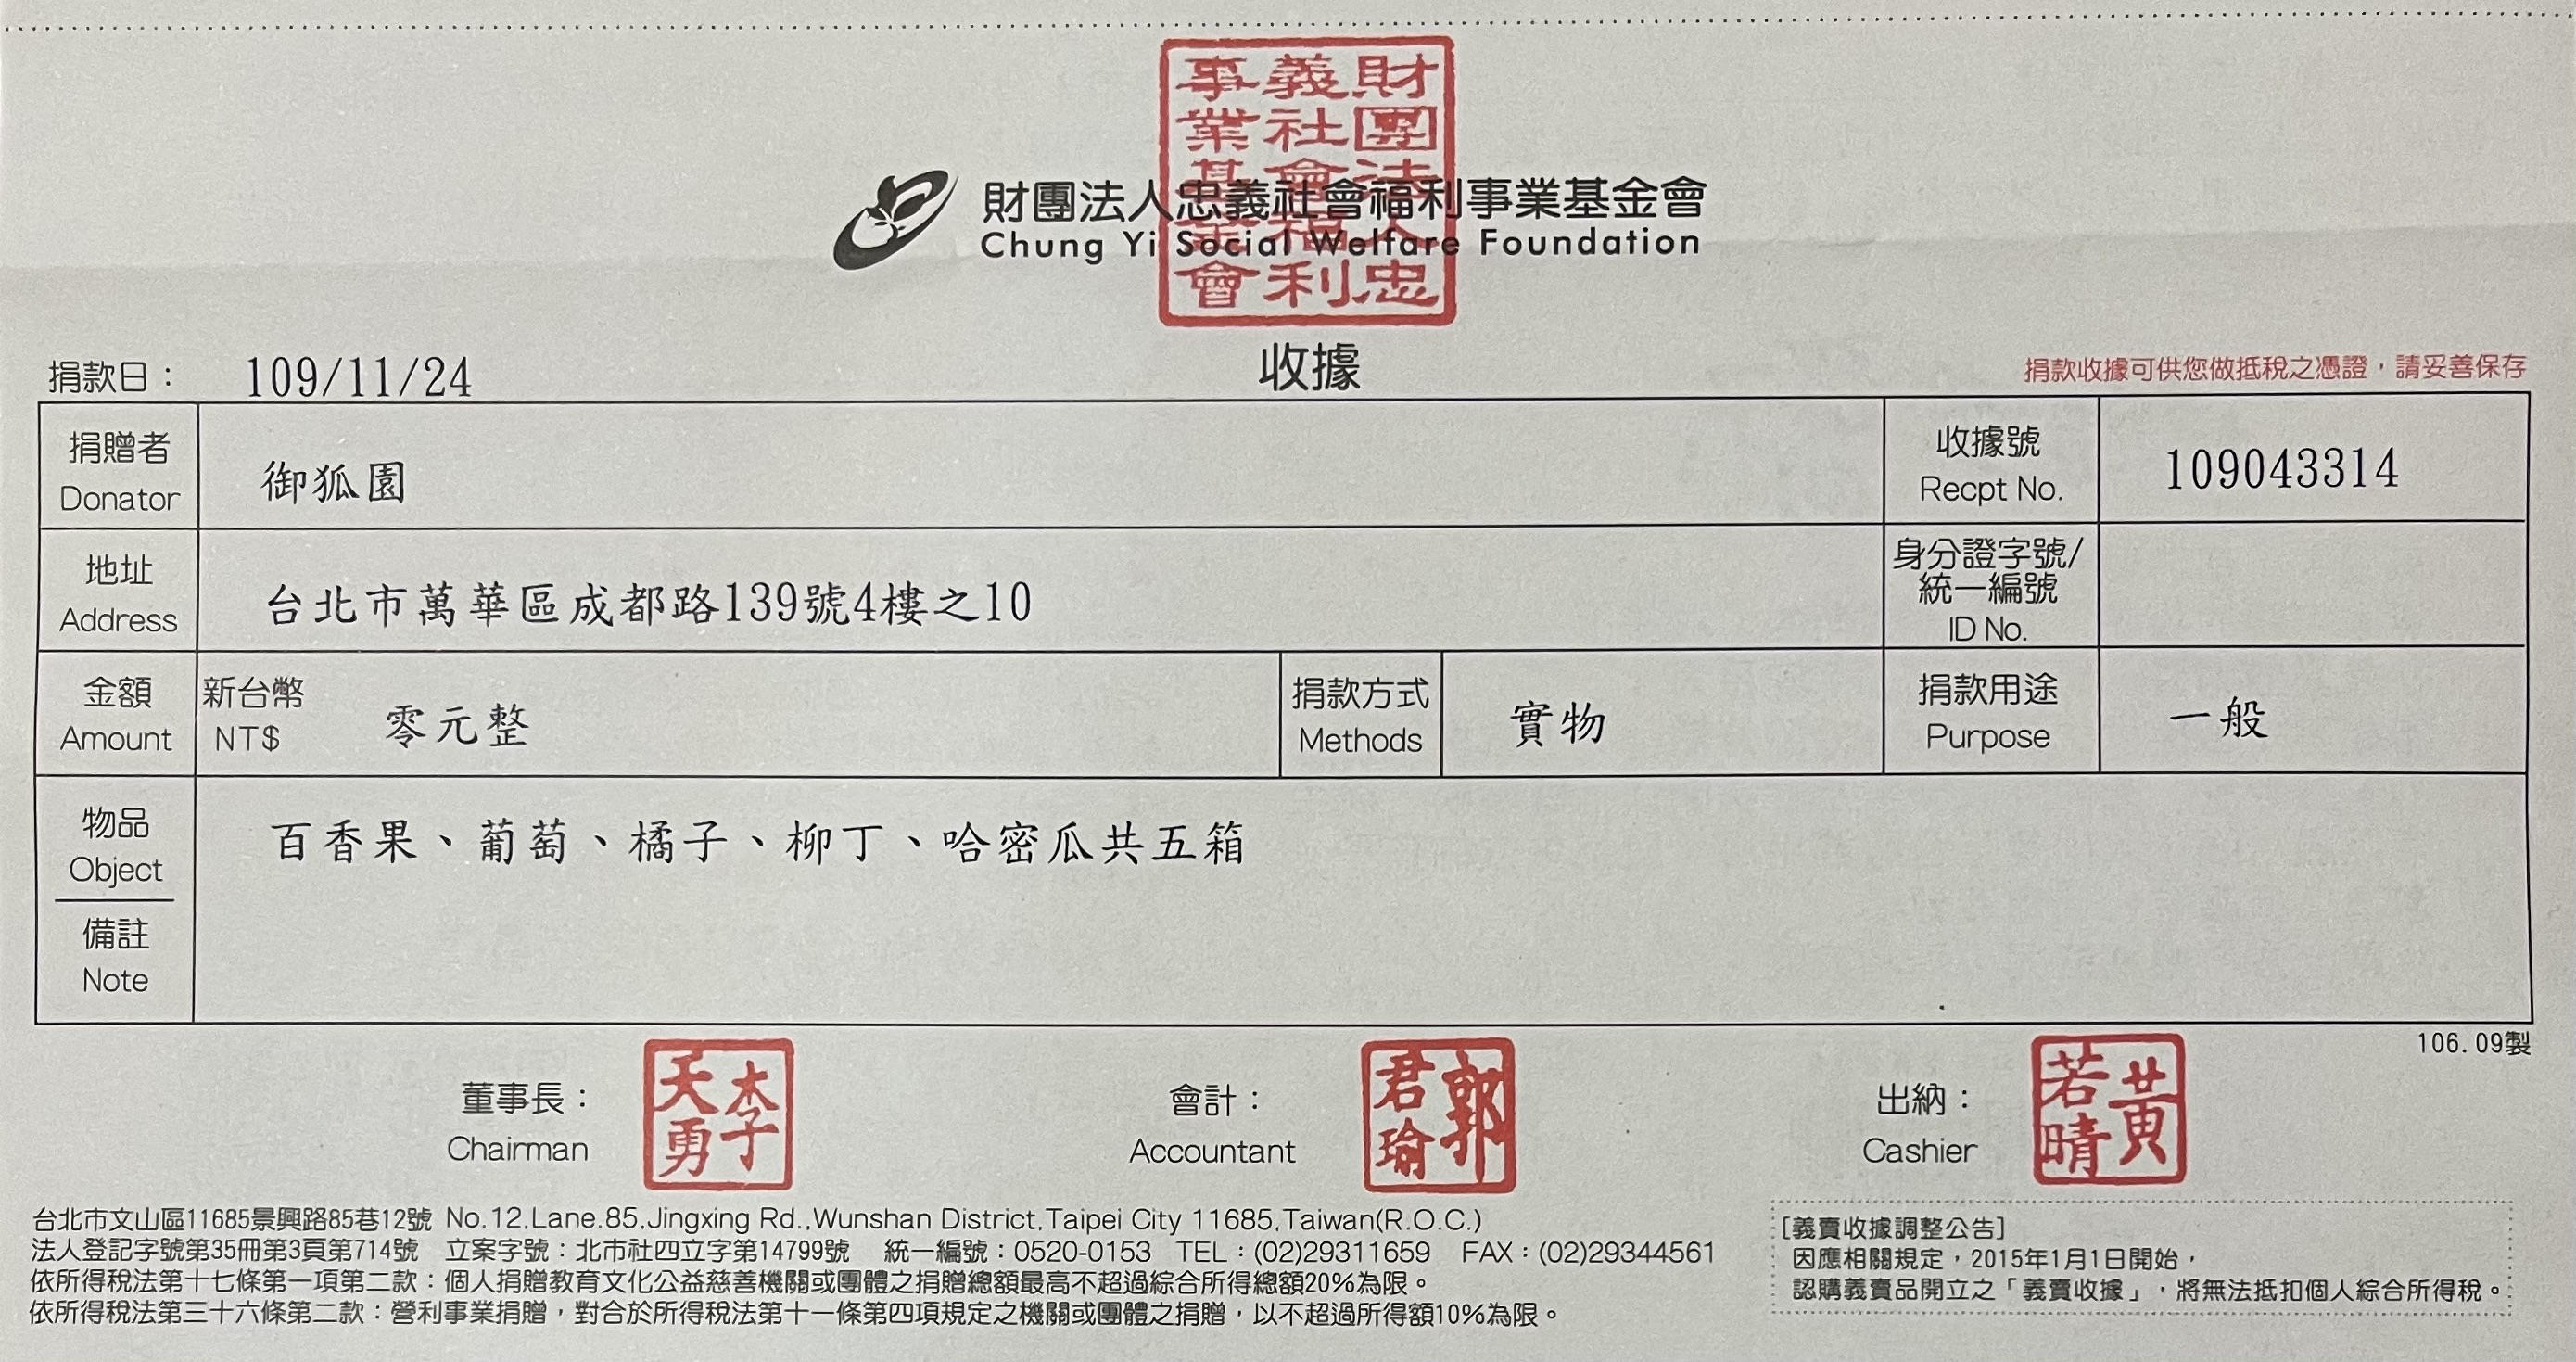 財團法人忠義社會福利事業基金會
財團法人忠義社會福利事業基金會
Chung Yi Social Welfare Foundation
收據
捐款日： 109/11/24
捐款收據可供您做抵稅之憑證，請妥善保存
捐贈者
Donator
御狐園
收據號
Recpt No.
109043314
地址
Address
台北市萬華區成都路139號4樓之10
身分證字號/
統一編號
ID No.
金額
Amount
新台幣
NT$
零元整
捐款方式
Methods
實物
捐款用途
Purpose
一般
物品
Object
備註
Note
百香果、葡萄、橘子、柳丁、哈密瓜共五箱
106.09製
董事長：
Chairman
李天勇
會計：
Accountant
郭君瑜
出納：
Cashier
黃若晴
台北市文山區11685景興路85巷12號 No.12,Lane.85,Jingxing Rd.,Wunshan District,Taipei City 11685,Taiwan(R.O.C.)
法人登記字號第35冊第3頁第714號 立案字號：北市社四立字第14799號 統一編號：0520-0153 TEL：(02)29311659 FAX：(02)29344561
依所得稅法第十七條第一項第二款：個人捐贈教育文化公益慈善機關或團體之捐贈總額最高不超過綜合所得總額20%為限。
依所得稅法第三十六條第二款：營利事業捐贈，對合於所得稅法第十一條第四項規定之機關或團體之捐贈，以不超過所得額10%為限。
[義賣收據調整公告]
因應相關規定，2015年1月1日開始，
認購義賣品開立之「義賣收據」，將無法抵扣個人綜合所得稅。